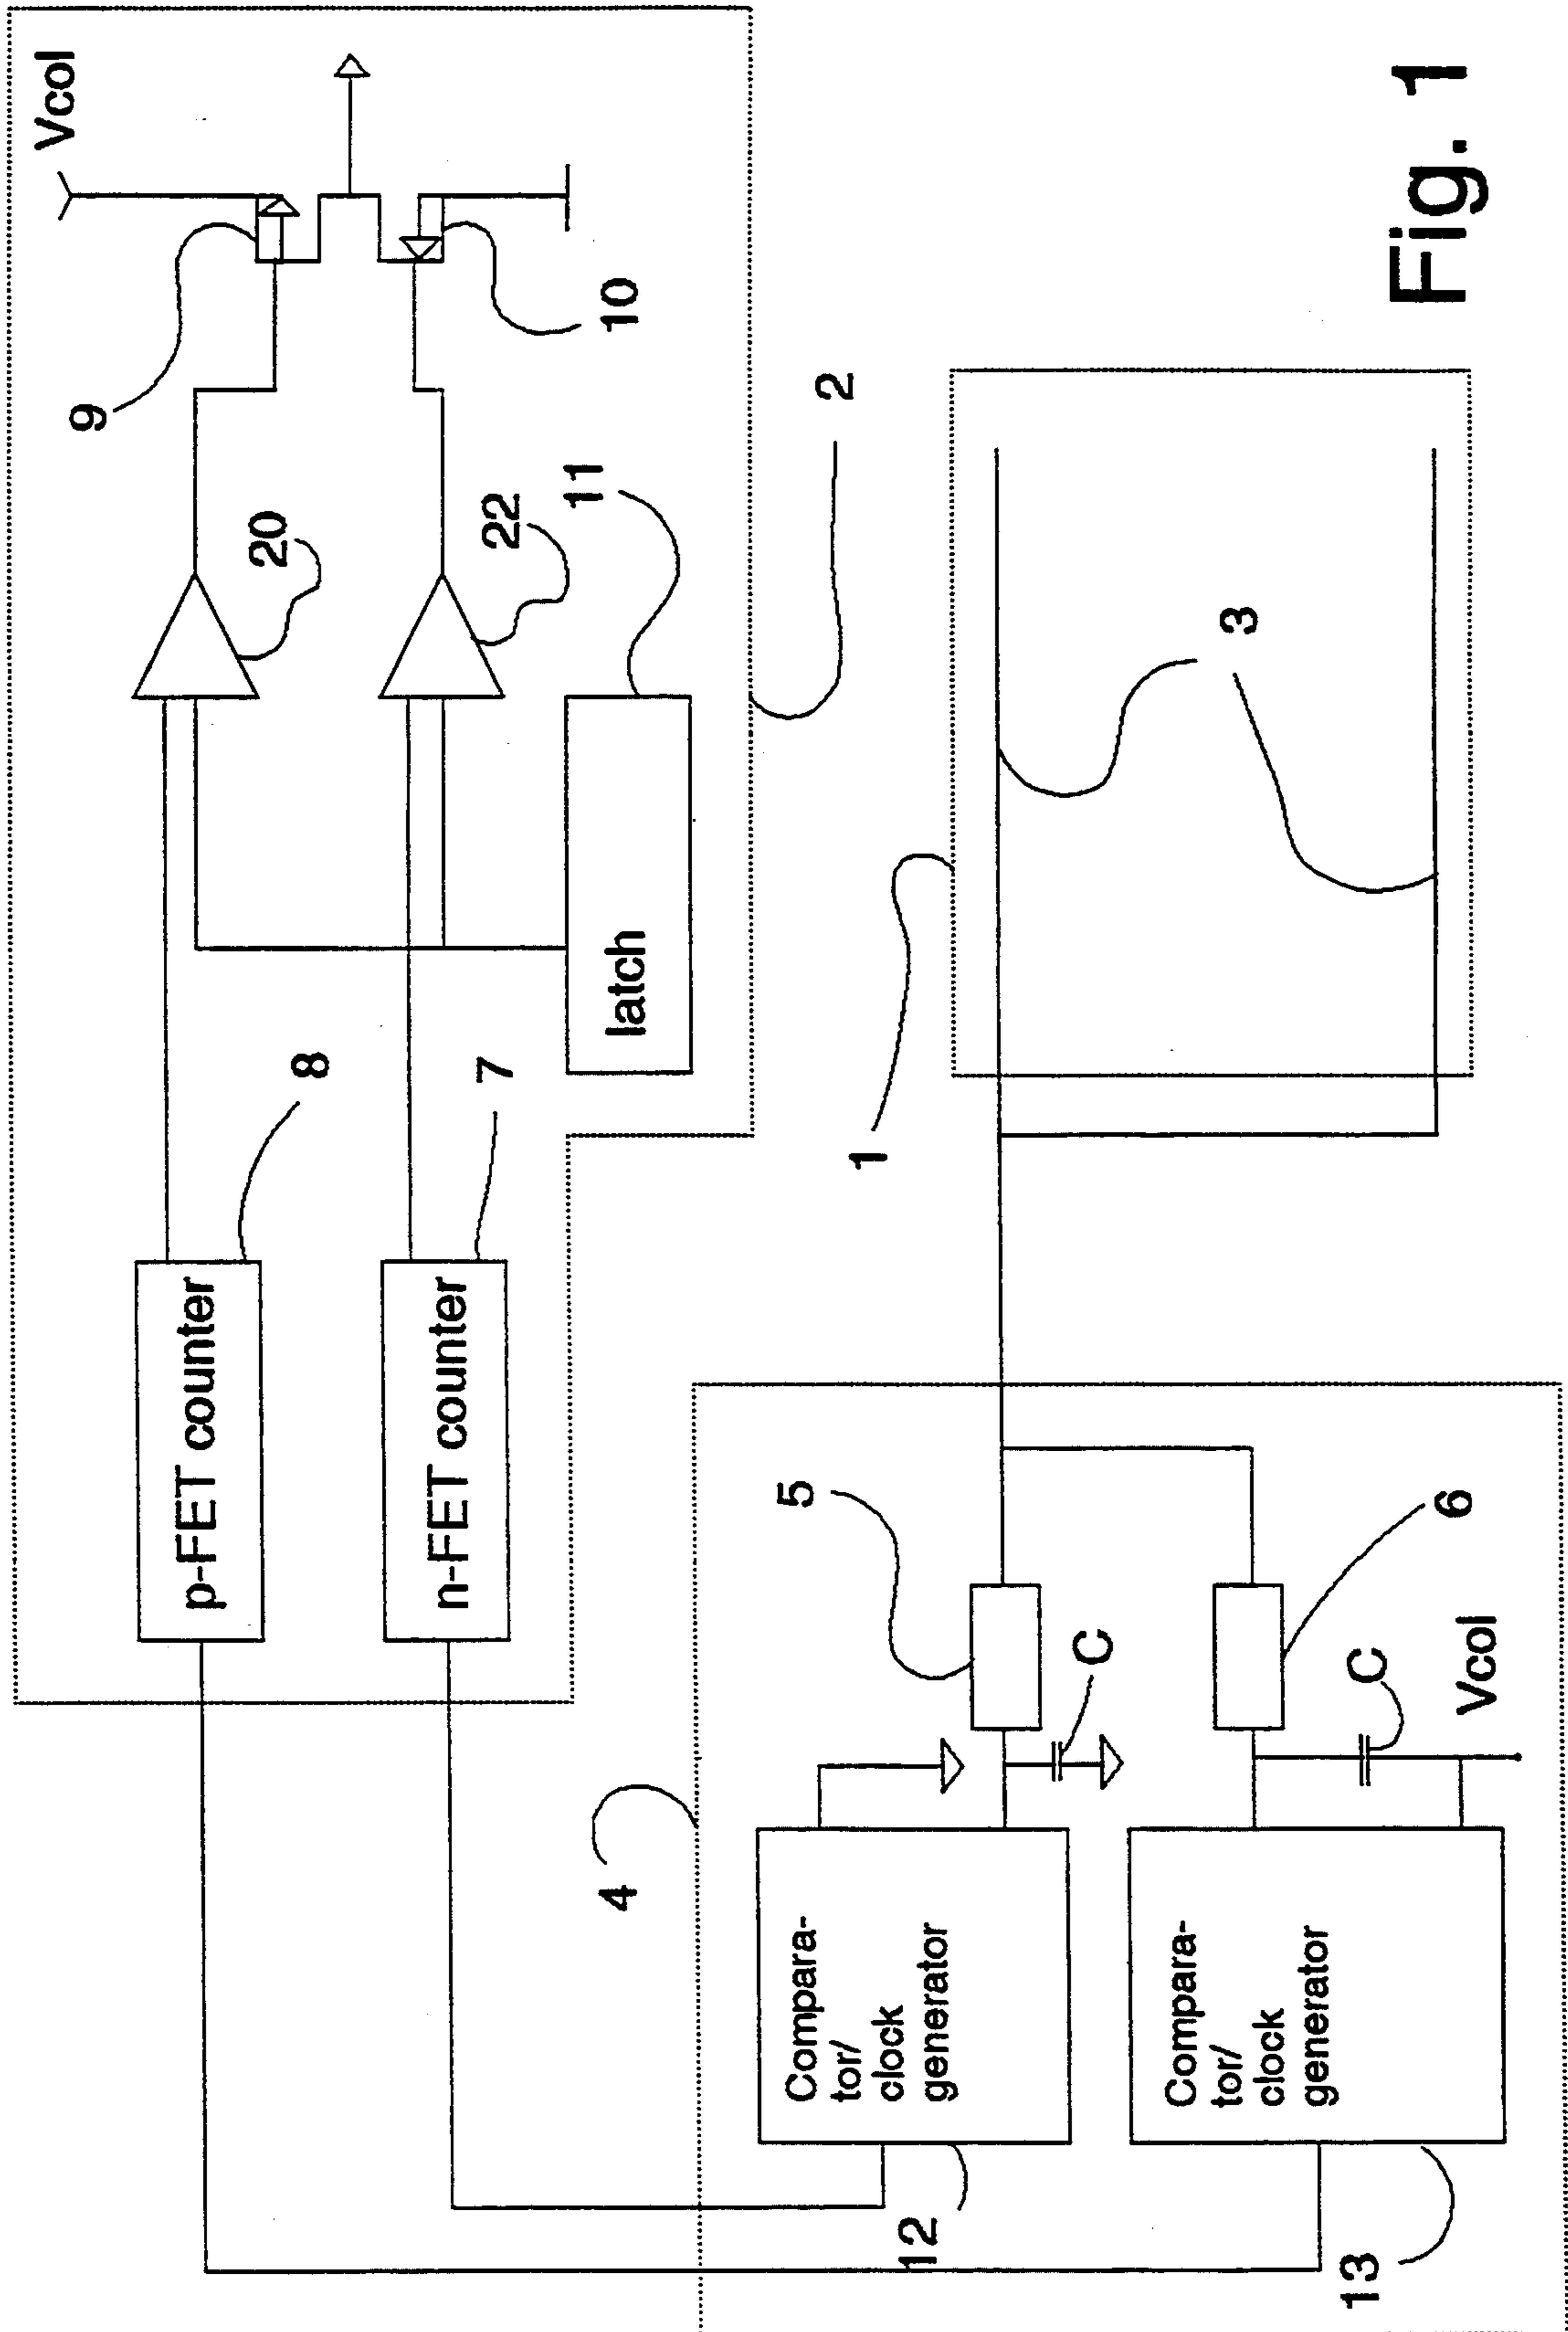 Vcol
9
10
20
22
11
2
p-FET counter
8
n-FET counter
7
latch
1
3
4
5
C
6
C
Vcol
Compara-
tor/
clock
generator
12
Compara-
tor/
clock
generator
13
Fig. 1